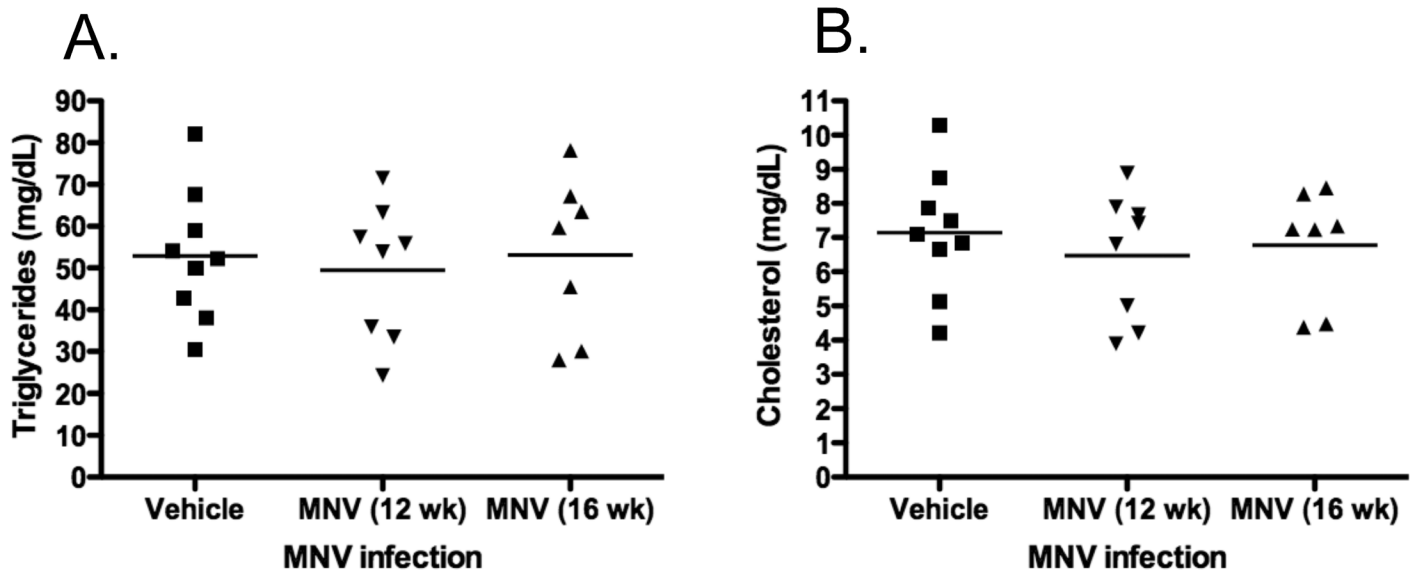 A.
Triglycerides (mg/dL)
90
80
70
60
50
40
30
20
10
0
Vehicle MNV (12 wk) MNV (16 wk)
MNV infection
B.
Cholesterol (mg/dL)
11
10
9
8
7
6
5
4
3
2
1
0
Vehicle MNV (12 wk) MNV (16 wk)
MNV infection